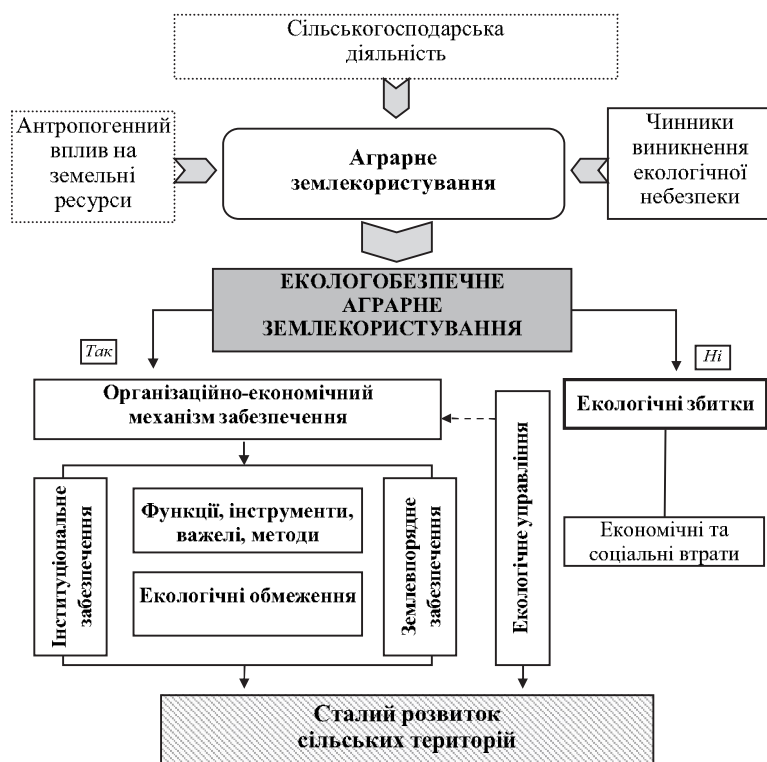 Сільськогосподарська
діяльність
Антропогенний
вплив на
земельні
ресурси
Аграрне
землекористування
Чинники
виникнення
екологічної
небезпеки
ЕКОЛОГОБЕЗПЕЧНЕ
АГРАРНЕ
ЗЕМЛЕКОРИСТУВАННЯ
Так
Ні
Організаційно-економічний
механізм забезпечення
Екологічні збитки
Інституціональне
забезпечення
Функції, інструменти,
важелі, методи
Екологічні обмеження
Землевпорядне
забезпечення
Екологічне управління
Економічні та
соціальні втрати
Сталий розвиток
сільських територій